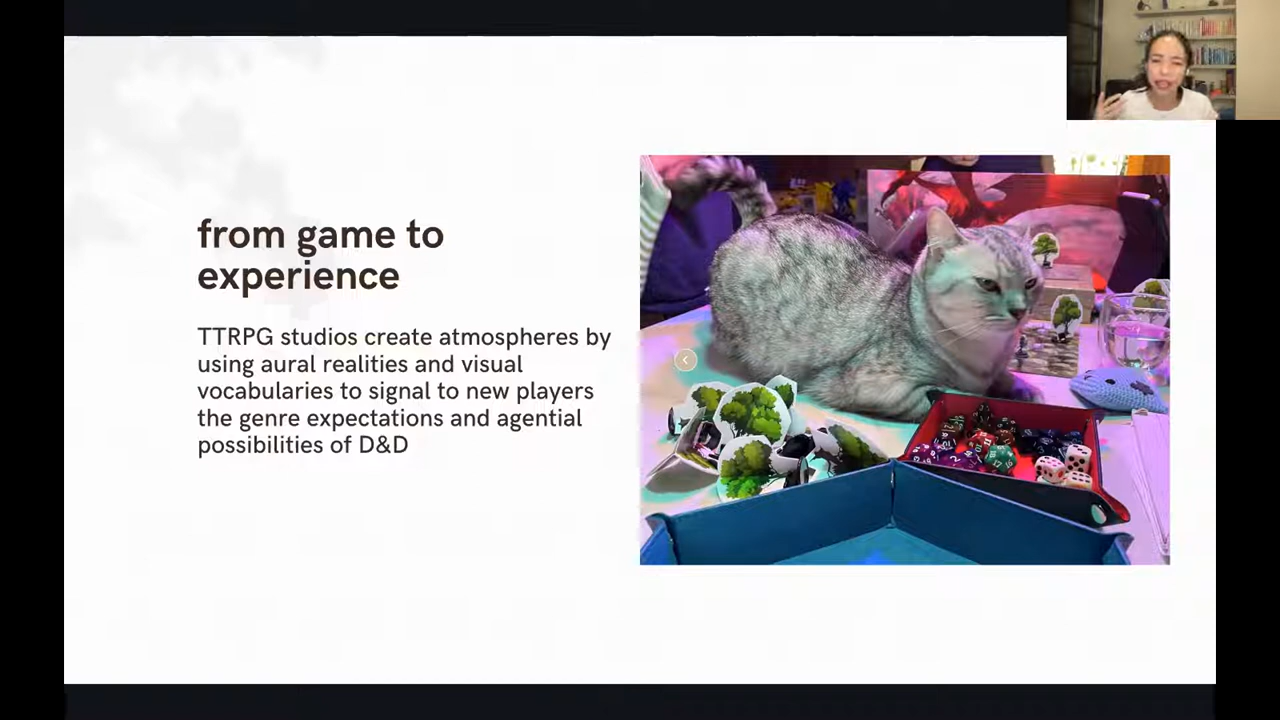 from game to
experience
TTRPG studios create atmospheres by
using aural realities and visual
vocabularies to signal to new players
the genre expectations and agential
possibilities of D&D